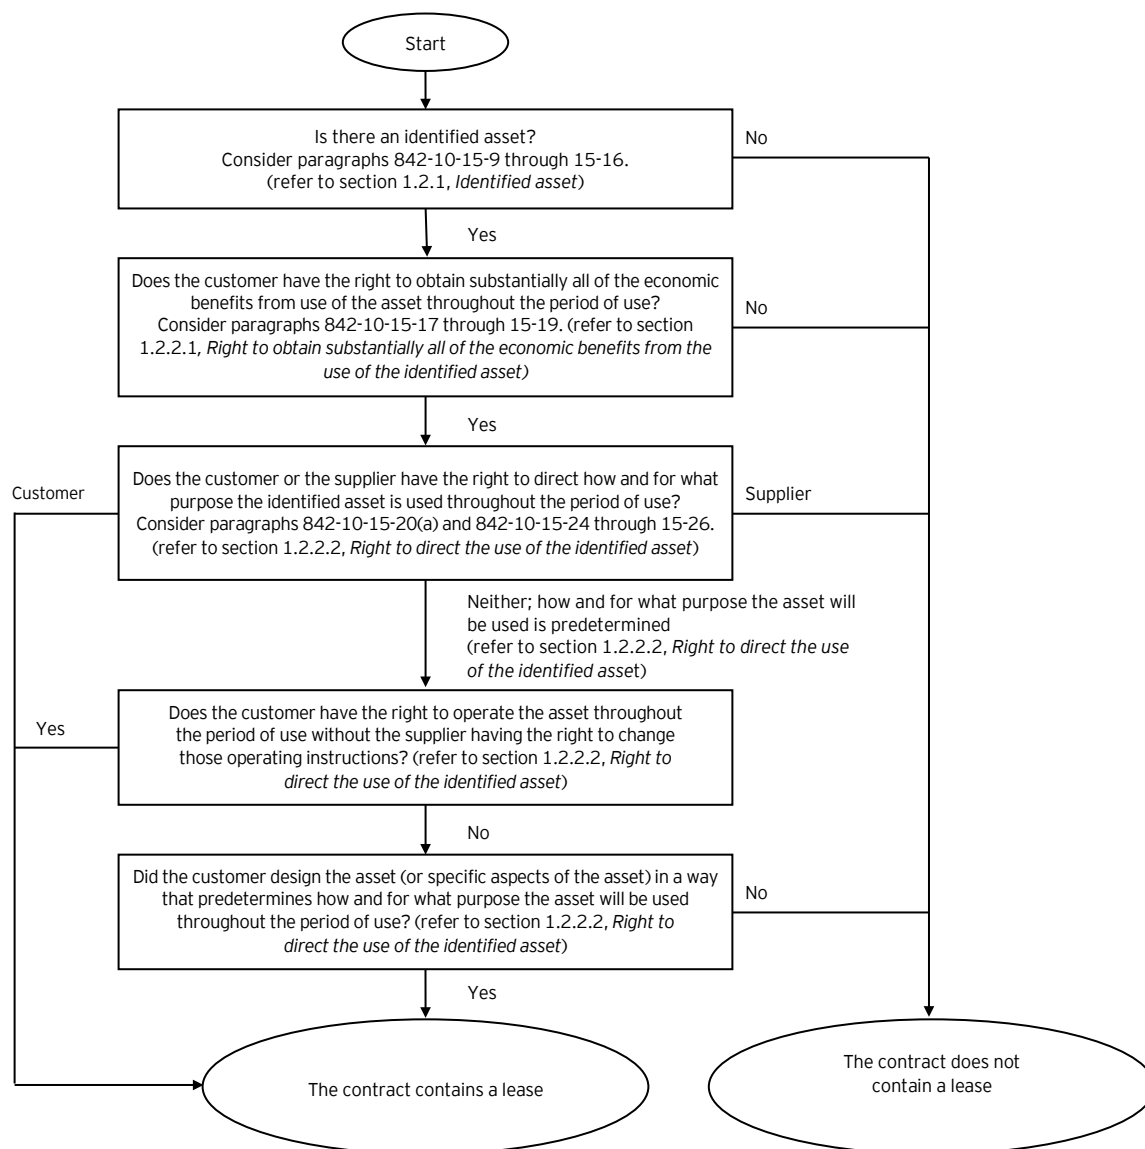 Start
Is there an identified asset?
Consider paragraphs 842-10-15-9 through 15-16.
(refer to section 1.2.1, Identified asset)
No
Yes
Does the customer have the right to obtain substantially all of the economic
benefits from use of the asset throughout the period of use?
Consider paragraphs 842-10-15-17 through 15-19. (refer to section
1.2.2.1, Right to obtain substantially all of the economic benefits from the
use of the identified asset)
No
Yes
Does the customer or the supplier have the right to direct how and for what
purpose the identified asset is used throughout the period of use?
Consider paragraphs 842-10-15-20(a) and 842-10-15-24 through 15-26.
(refer to section 1.2.2.2, Right to direct the use of the identified asset)
Customer
Supplier
Neither; how and for what purpose the asset will
be used is predetermined
(refer to section 1.2.2.2, Right to direct the use
of the identified asset)
Does the customer have the right to operate the asset throughout
the period of use without the supplier having the right to change
those operating instructions? (refer to section 1.2.2.2, Right to
direct the use of the identified asset)
Yes
No
Did the customer design the asset (or specific aspects of the asset) in a way
that predetermines how and for what purpose the asset will be used
throughout the period of use? (refer to section 1.2.2.2, Right to
direct the use of the identified asset)
No
Yes
The contract contains a lease
The contract does not
contain a lease